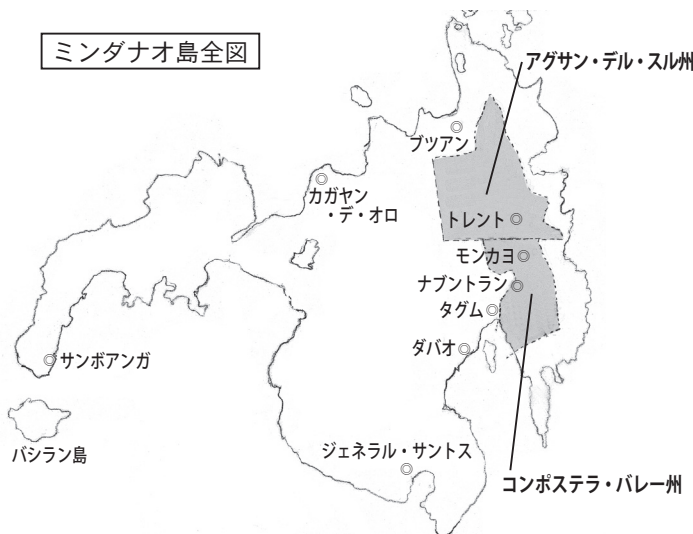 ミンダナオ島全図
アグサン・デル・スル州
ブツアン
カガヤン
・デ・オロ
トレント
モンカヨ
ナブントラン
タグム
ダバオ
サンボアンガ
バシラン島
ジェネラル・サントス
コンポステラ・バレー州